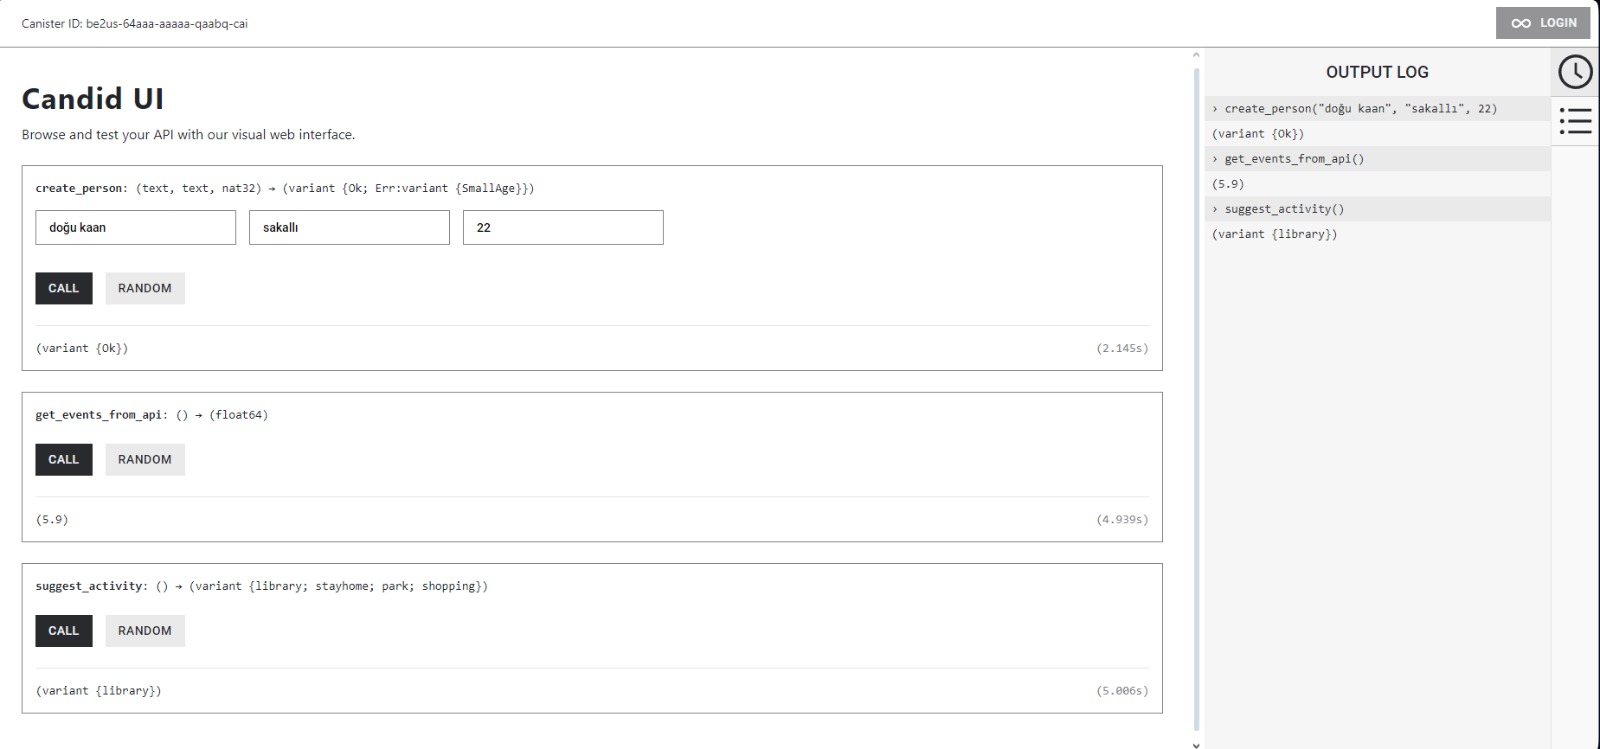 Canister ID: be2us-64aaa-aaaaa-qaabq-cai
LOGIN
Candid UI
Browse and test your API with our visual web interface.
create_person: (text, text, nat32) → (variant {Ok; Err:variant {SmallAge}})
doğu kaan
sakallı
22
CALL
RANDOM
(variant {Ok})
(2.145s)
get_events_from_api: () → (float64)
CALL
RANDOM
(5.9)
(4.939s)
suggest_activity: () → (variant {library; stayhome; park; shopping})
CALL
RANDOM
(variant {library})
(5.006s)
OUTPUT LOG
› create_person("doğu kaan", "sakallı", 22)
(variant {Ok})
› get_events_from_api()
(5.9)
› suggest_activity()
(variant {library})